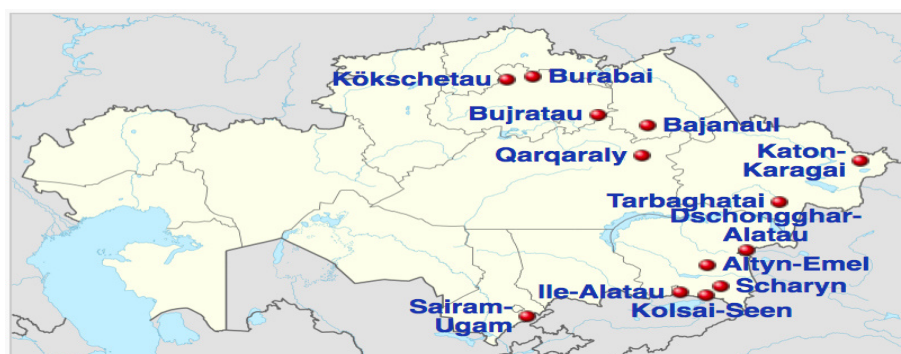 Kökschetau
Burabai
Bujratau
Bajanaul
Qarqaraly
Katon-
Karagai
Tarbaghatai
Dschongghar-
Alatau
Altyn-Emel
Scharyn
Ile-Alatau
Kolsai-Seen
Sairam-
Ugam